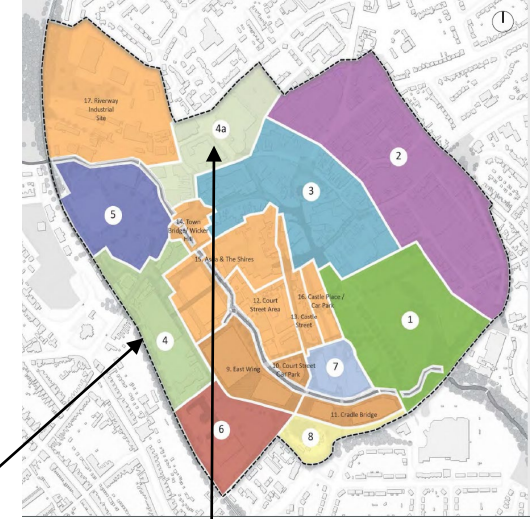 17. Riverway
Industrial
Site
4a
2
3
5
14. Town
Bridge/ Wicker
Hill
15. Asda & The Shires
12. Court
Street Area
16. Castle Place /
Car Park
13. Castle
Street
1
4
9. East Wing
10. Court Street
Car Park
7
11. Cradle Bridge
6
8